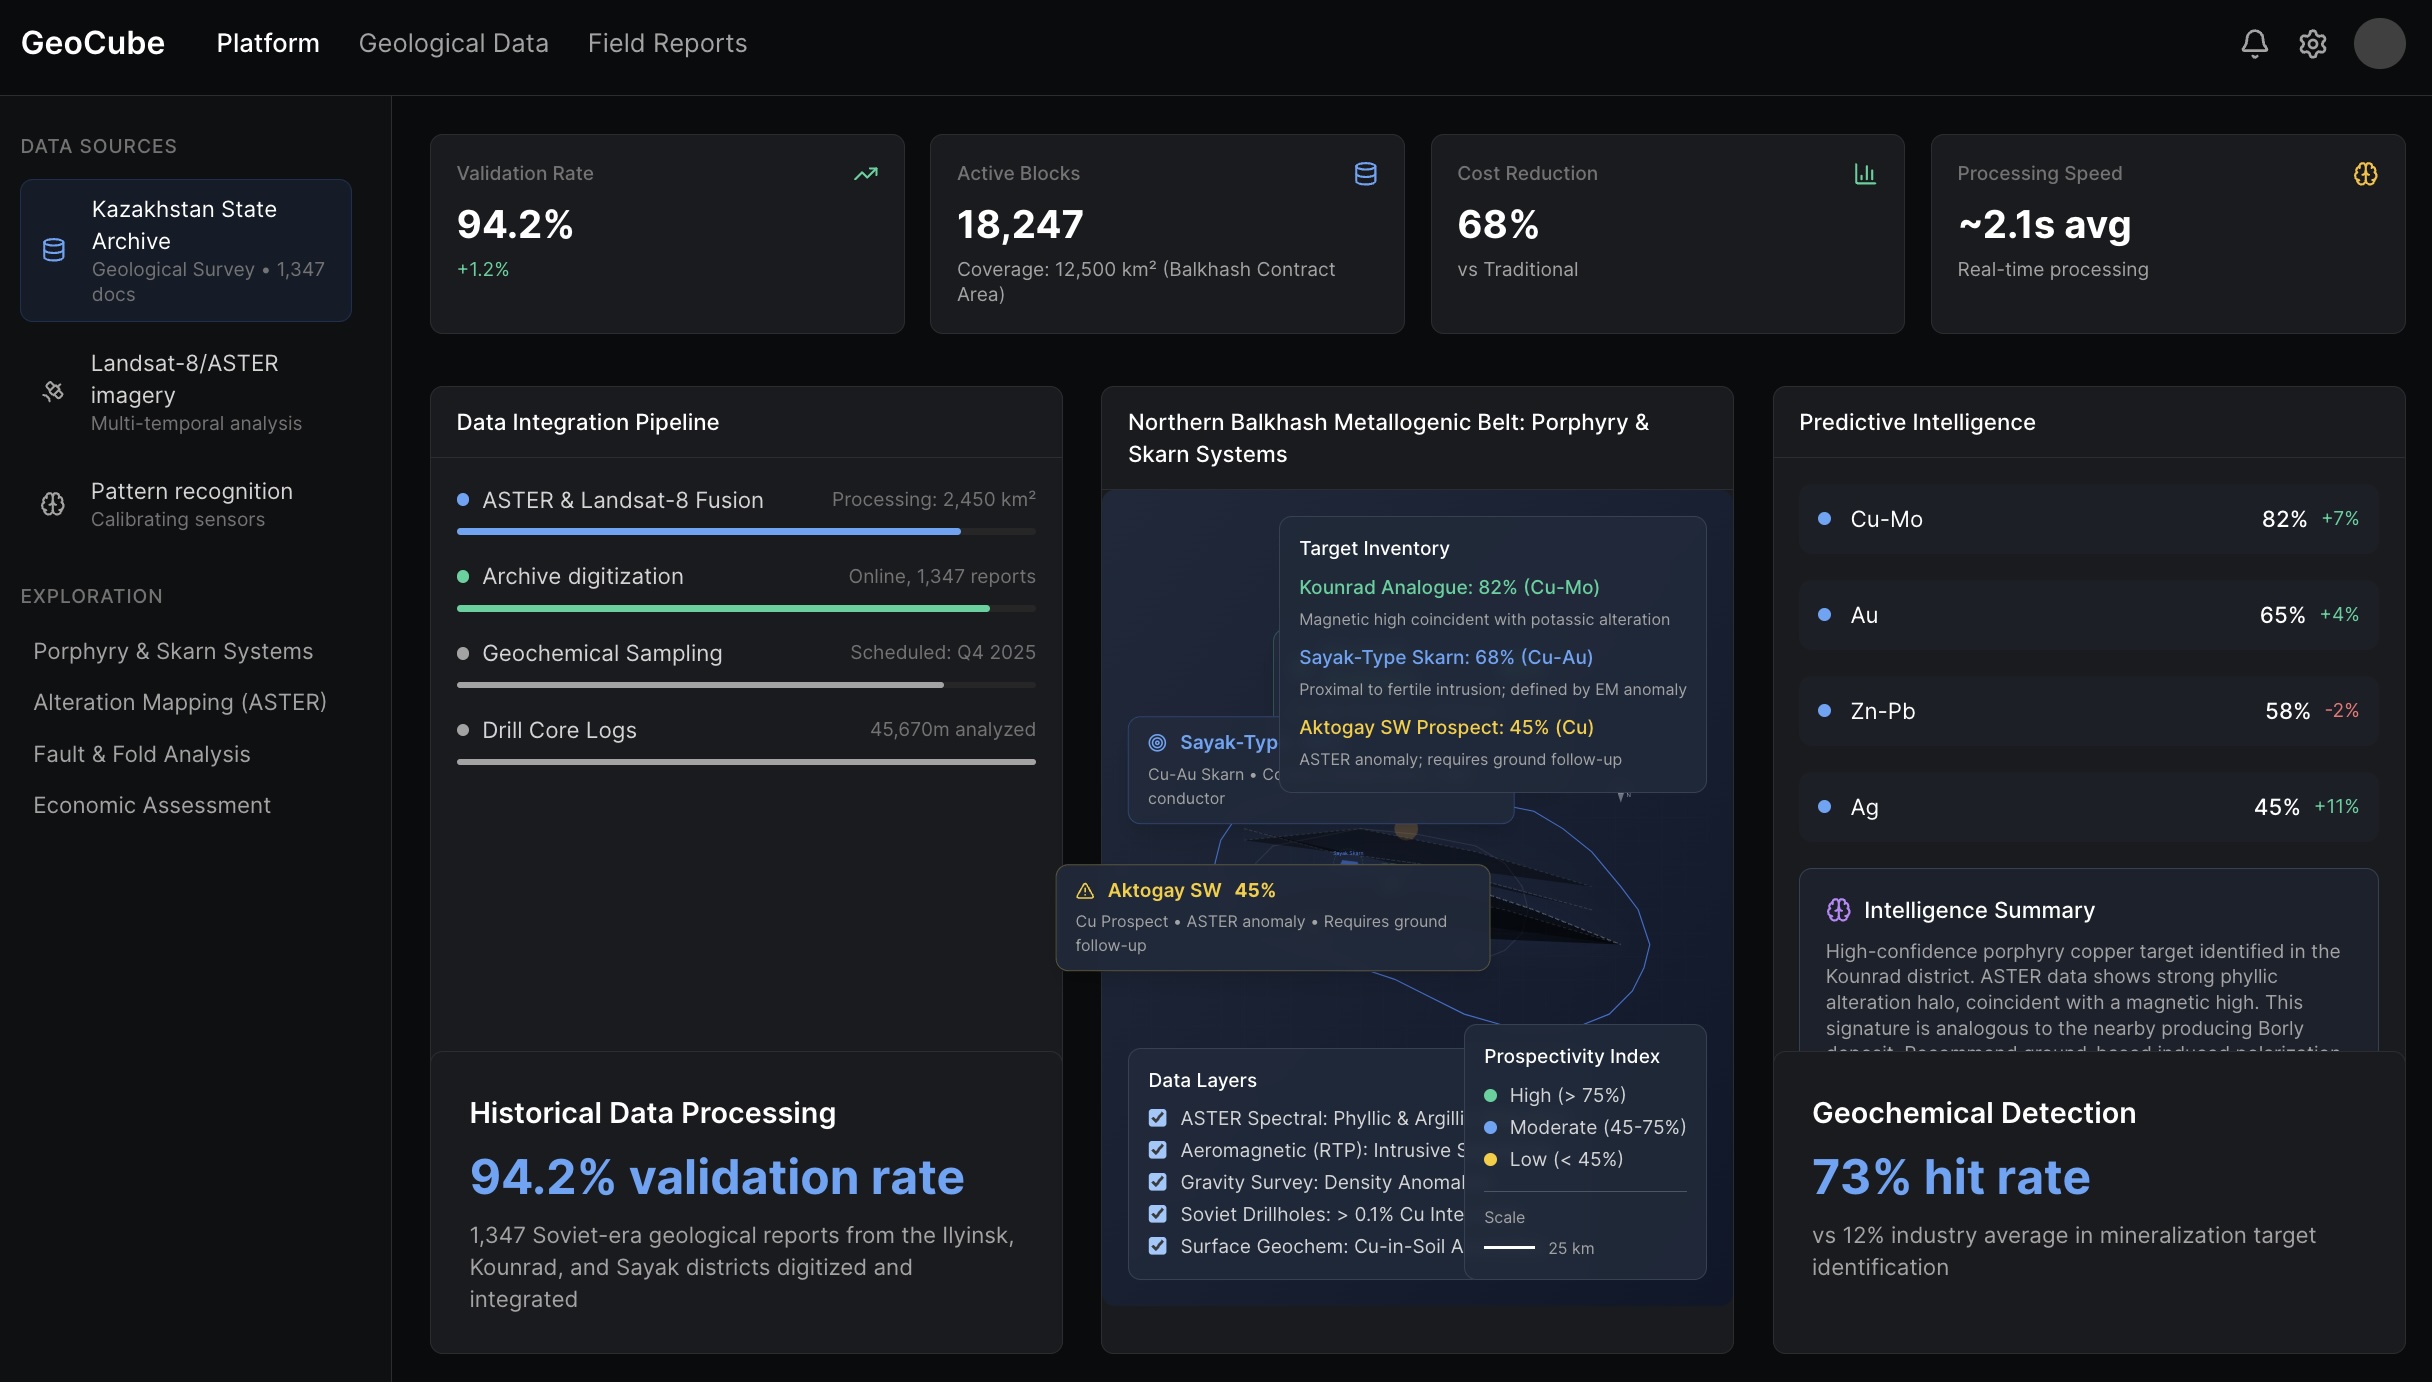 GeoCube
Platform
Geological Data
Field Reports
DATA SOURCES
Kazakhstan State
Archive
Geological Survey • 1,347
docs
Landsat-8/ASTER
imagery
Multi-temporal analysis
Pattern recognition
Calibrating sensors
EXPLORATION
Porphyry & Skarn Systems
Alteration Mapping (ASTER)
Fault & Fold Analysis
Economic Assessment
Validation Rate
94.2%
+1.2%
Active Blocks
18,247
Coverage: 12,500 km² (Balkhash Contract
Area)
Cost Reduction
68%
vs Traditional
Processing Speed
~2.1s avg
Real-time processing
Data Integration Pipeline
ASTER & Landsat-8 Fusion
Processing: 2,450 km²
Archive digitization
Online, 1,347 reports
Geochemical Sampling
Scheduled: Q4 2025
Drill Core Logs
45,670m analyzed
Historical Data Processing
94.2% validation rate
1,347 Soviet-era geological reports from the Ilyinsk,
Kounrad, and Sayak districts digitized and
integrated
Northern Balkhash Metallogenic Belt: Porphyry &
Skarn Systems
Target Inventory
Kounrad Analogue: 82% (Cu-Mo)
Magnetic high coincident with potassic alteration
Sayak-Type Skarn: 68% (Cu-Au)
Proximal to fertile intrusion; defined by EM anomaly
Aktogay SW Prospect: 45% (Cu)
ASTER anomaly; requires ground follow-up
Sayak-Typ
Cu-Au Skarn • Co
conductor
N
Sayak Skarn
Aktogay SW 45%
Cu Prospect • ASTER anomaly • Requires ground
follow-up
Data Layers
ASTER Spectral: Phyllic & Argilli
Aeromagnetic (RTP): Intrusive S
Gravity Survey: Density Anomal
Soviet Drillholes: > 0.1% Cu Inte
Surface Geochem: Cu-in-Soil A
Prospectivity Index
High (> 75%)
Moderate (45-75%)
Low (< 45%)
Scale
25 km
Predictive Intelligence
Cu-Mo
82% +7%
Au
65% +4%
Zn-Pb
58% -2%
Ag
45% +11%
Intelligence Summary
High-confidence porphyry copper target identified in the
Kounrad district. ASTER data shows strong phyllic
alteration halo, coincident with a magnetic high. This
signature is analogous to the nearby producing Borly
deposit. Recommend ground-based induced polarization
Geochemical Detection
73% hit rate
vs 12% industry average in mineralization target
identification